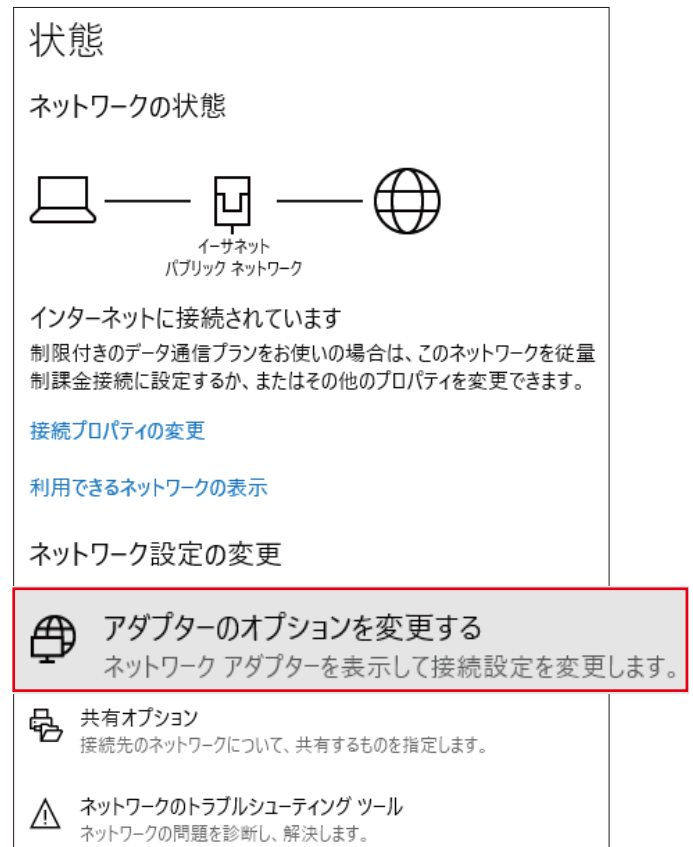 状態
ネットワークの状態
イーサネット
パブリック ネットワーク
インターネットに接続されています
制限付きのデータ通信プランをお使いの場合は、このネットワークを従量
制課金接続に設定するか、またはその他のプロパティを変更できます。
接続プロパティの変更
利用できるネットワークの表示
ネットワーク設定の変更
アダプターのオプションを変更する
ネットワーク アダプターを表示して接続設定を変更します。
共有オプション
接続先のネットワークについて、共有するものを指定します。
ネットワークのトラブルシューティング ツール
ネットワークの問題を診断し、解決します。